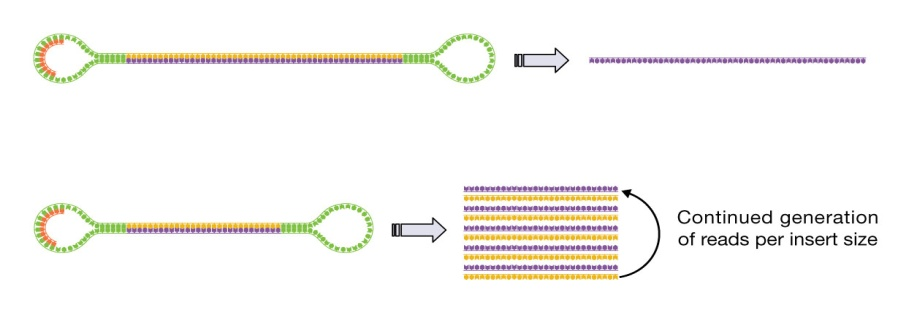 Continued generation
of reads per insert size